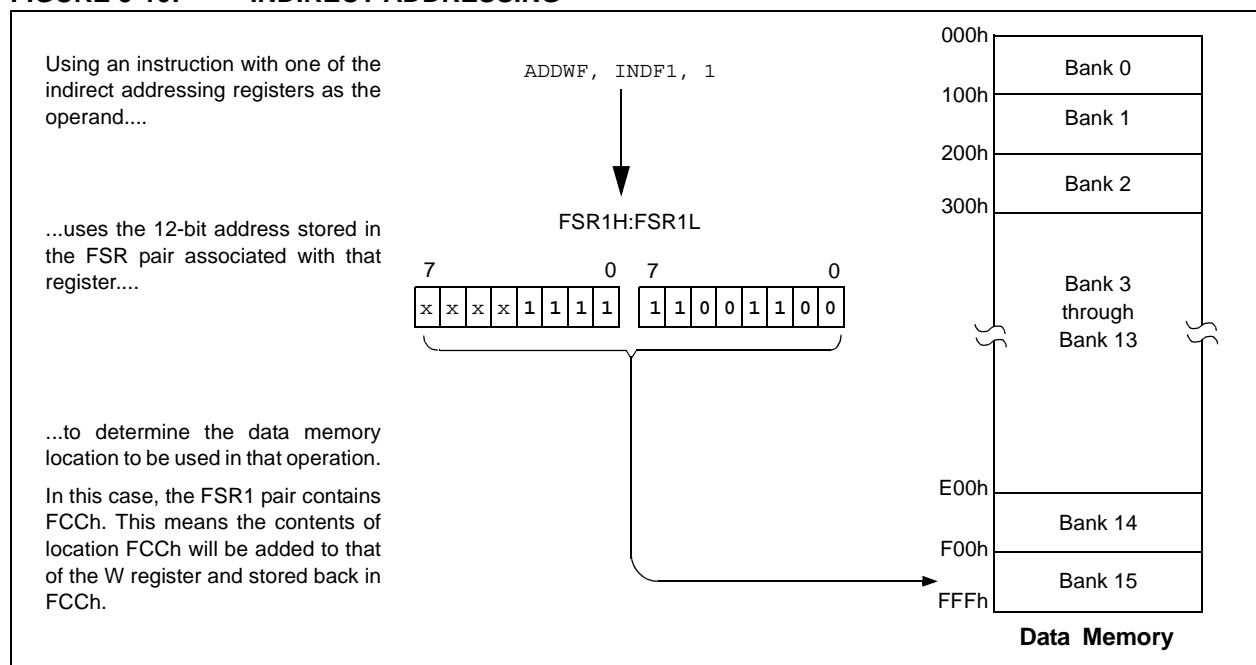 Using an instruction with one of the
indirect addressing registers as the
operand....
ADDWF, INDF1, 1
...uses the 12-bit address stored in
the FSR pair associated with that
register....
FSR1H:FSR1L
7 0 7 0
x x x x 1 1 1 1 1 1 0 0 1 1 0 0
...to determine the data memory
location to be used in that operation.
In this case, the FSR1 pair contains
FCCh. This means the contents of
location FCCh will be added to that
of the W register and stored back in
FCCh.
000h
Bank 0
100h
Bank 1
200h
Bank 2
300h
Bank 3
through
Bank 13
E00h
Bank 14
F00h
Bank 15
FFFh
Data Memory